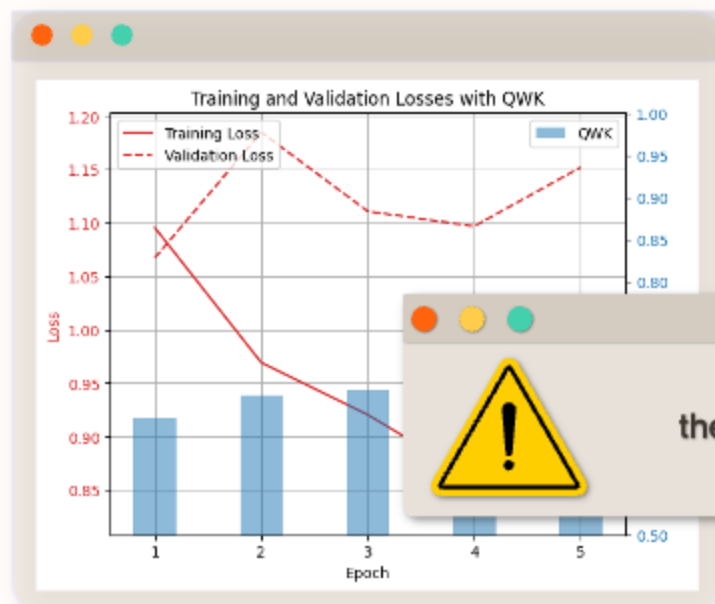 Training and Validation Losses with QWK
Training Loss
Validation Loss
QWK
1.20
1.15
1.10
1.05
1.00
0.95
0.90
0.85
Loss
1.00
0.95
0.90
0.85
0.80
0.50
the
1 2 3 4 5
Epoch